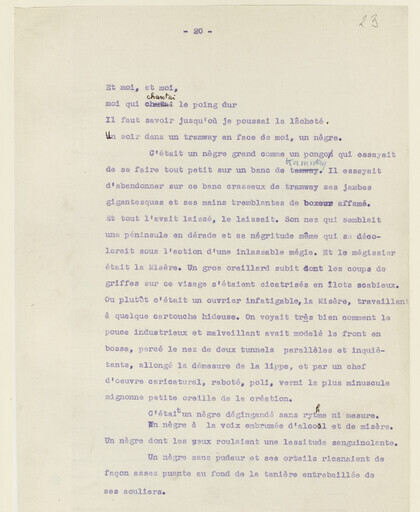 23
- 20 -
Et moi, et moi,
chantai
moi qui chantai le poing dur
Il faut savoir jusqu'où je poussai la lâcheté.
Un soir dans un tramway en face de moi, un nègre.
C'était un nègre grand comme un pongo qui essayait
tramway
de se faire tout petit sur un banc de tamway. Il essayait
d'abandonner sur ce banc crasseux de tramway ses jambes
gigantesques et ses mains tremblantes de boxeur affamé.
Et tout l'avait laissé, le laissait. Son nez qui semblait
une péninsule en dérade et sa négritude même qui se déco-
lorait sous l'action d'une inlassable mégie. Et le mégissier
était la Misère. Un gros oreillard subit dont les coups de
griffes sur ce visage s'étaient cicatrisés en îlots scabieux.
Ou plutôt c'était un ouvrier infatigable, la Misère, travaillant
à quelque cartouche hideuse. On voyait très bien comment le
pouce industrieux et malveillant avait modelé le front en
bosse, percé le nez de deux tunnels parallèles et inquié-
tants, allongé la démesure de la lippe, et par un chef
d'oeuvre caricatural, raboté, poli, verni la plus minuscule
mignonne petite oreille de la création.
C'était un nègre dégingandé sans rythme ni mesure.
Un nègre à la voix embrumée d'alcool et de misère.
Un nègre dont les yeux roulaient une lassitude sanguinolante.
Un nègre sans pudeur et ses orteils ricanaient de
façon assez puante au fond de la tanière entrebaillée de
ses souliers.